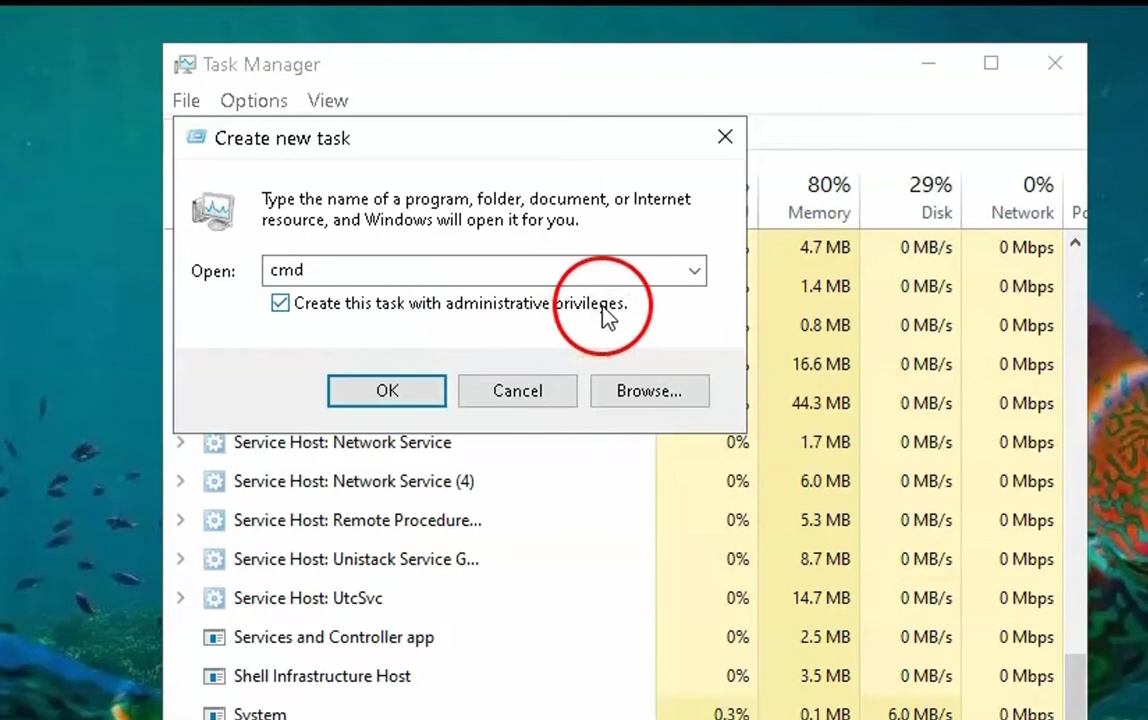 Task Manager
File Options View
Create new task
Type the name of a program, folder, document, or Internet
resource, and Windows will open it for you.
Open: cmd
Create this task with administrative privileges.
OK Cancel Browse...
80% 29% 0%
Memory Disk Network
4.7 MB 0 MB/s 0 Mbps
1.4 MB 0 MB/s 0 Mbps
0.8 MB 0 MB/s 0 Mbps
16.6 MB 0 MB/s 0 Mbps
44.3 MB 0 MB/s 0 Mbps
Service Host: Network Service 0% 1.7 MB 0 MB/s 0 Mbps
Service Host: Network Service (4) 0% 6.0 MB 0 MB/s 0 Mbps
Service Host: Remote Procedure... 0% 5.3 MB 0 MB/s 0 Mbps
Service Host: Unistack Service G... 0% 8.7 MB 0 MB/s 0 Mbps
Service Host: UtcSvc 0% 14.7 MB 0 MB/s 0 Mbps
Services and Controller app 0% 2.5 MB 0 MB/s 0 Mbps
Shell Infrastructure Host 0% 3.5 MB 0 MB/s 0 Mbps
System 0.3% 0.1 MB 6.0 MB/s 0 Mbps